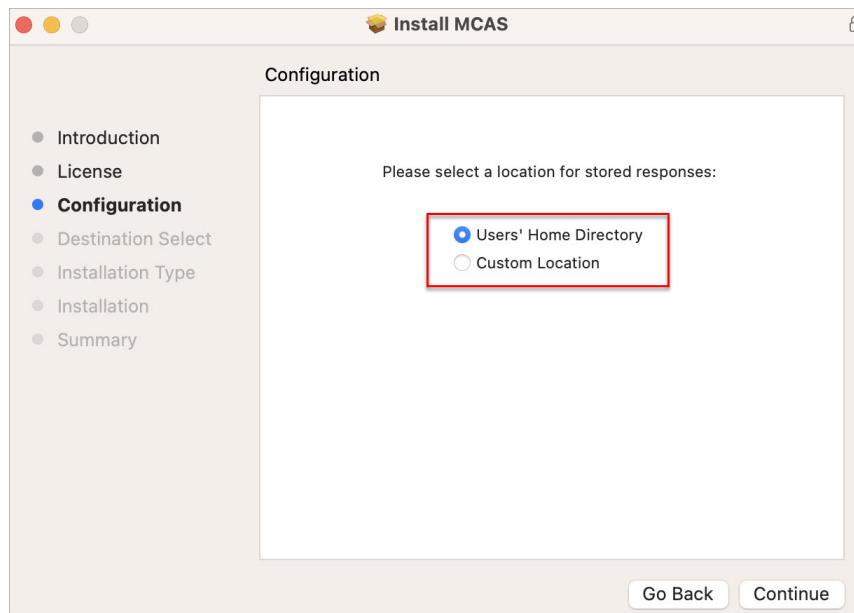 Install MCAS
Configuration
Introduction
License
Configuration
Destination Select
Installation Type
Installation
Summary
Please select a location for stored responses:
Users' Home Directory
Custom Location
Go Back
Continue